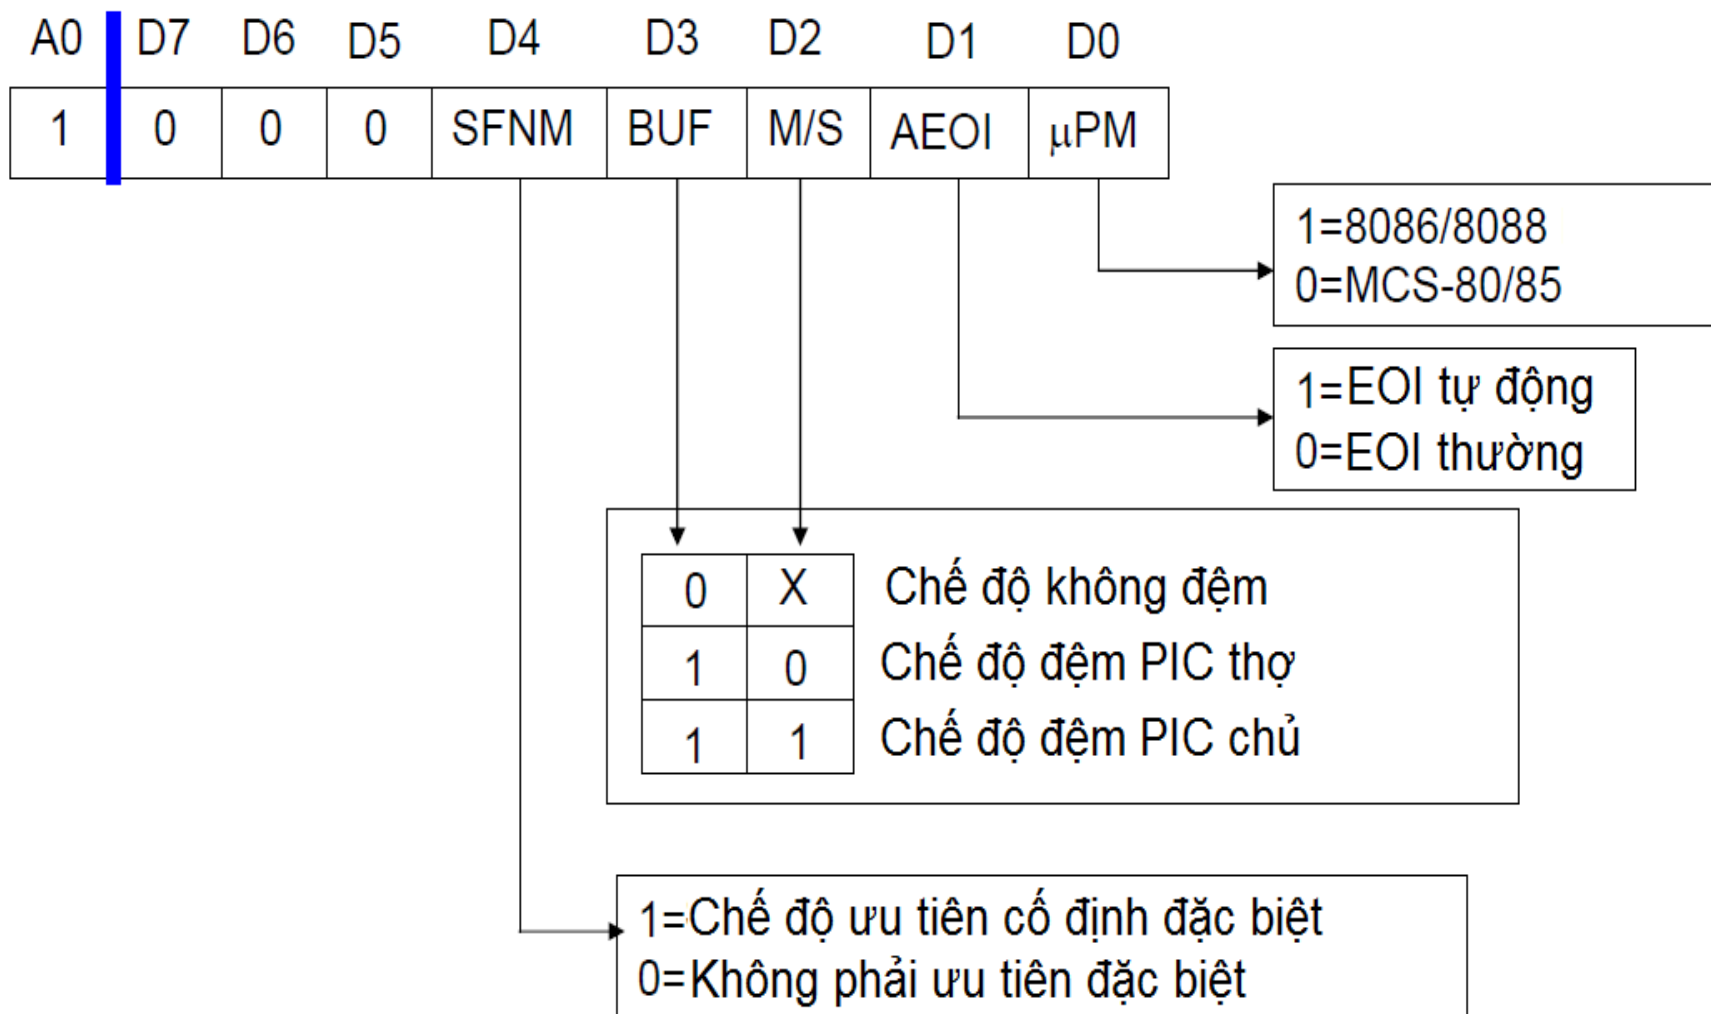 A0 D7 D6 D5 D4 D3 D2 D1 D0
1 0 0 0 SFNM BUF M/S AEOI μPM
1=8086/8088
0=MCS-80/85
1=EOI tự động
0=EOI thường
0 X Chế độ không đệm
1 0 Chế độ đệm PIC thợ
1 1 Chế độ đệm PIC chủ
1=Chế độ ưu tiên cố định đặc biệt
0=Không phải ưu tiên đặc biệt